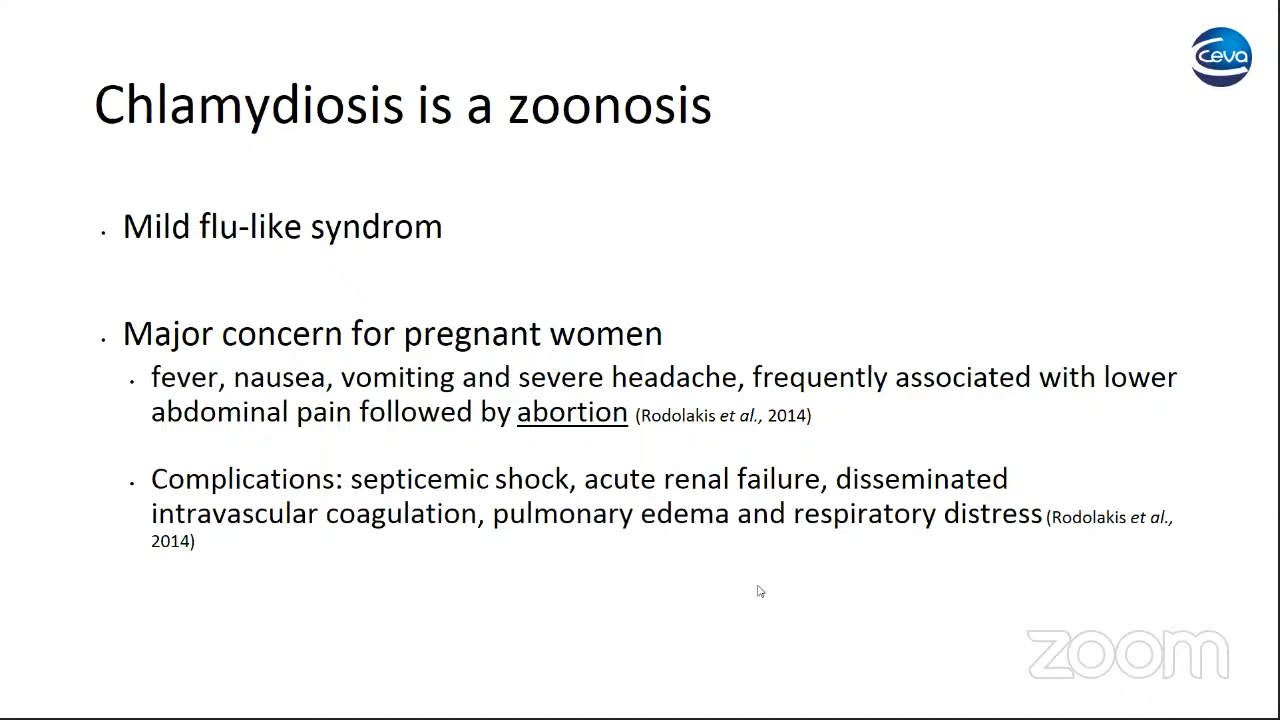 Ceva
Chlamydiosis is a zoonosis
• Mild flu-like syndrom
• Major concern for pregnant women
• fever, nausea, vomiting and severe headache, frequently associated with lower
abdominal pain followed by abortion (Rodolakis et al., 2014)
• Complications: septicemic shock, acute renal failure, disseminated
intravascular coagulation, pulmonary edema and respiratory distress (Rodolakis et al.,
2014)
zoom